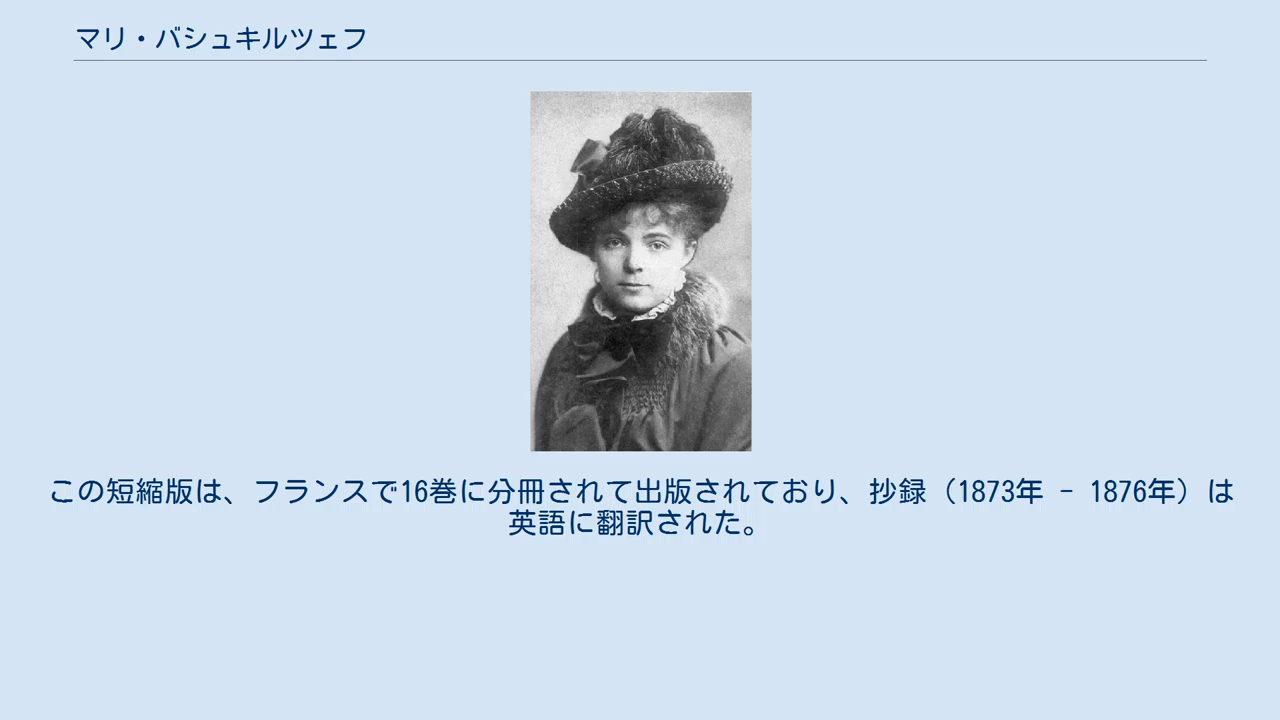 マリ・バシュキルツェフ
この短縮版は、フランスで16巻に分冊されて出版されており、抄録（1873年 - 1876年）は
英語に翻訳された。